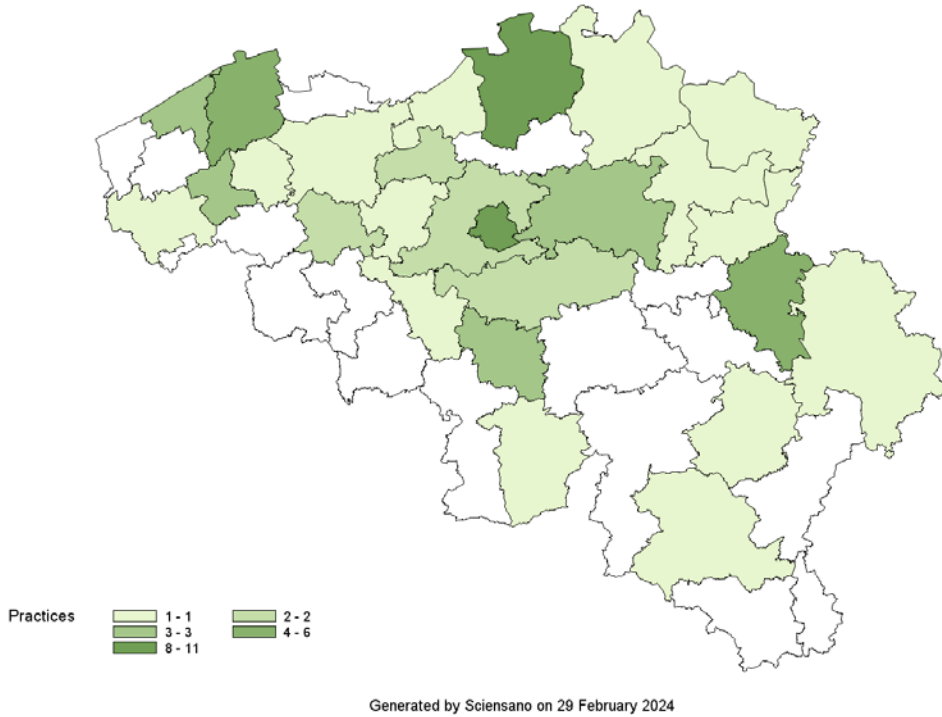 Practices
1 - 1 2 - 2
3 - 3 4 - 6
8 - 11
Generated by Sciensano on 29 February 2024